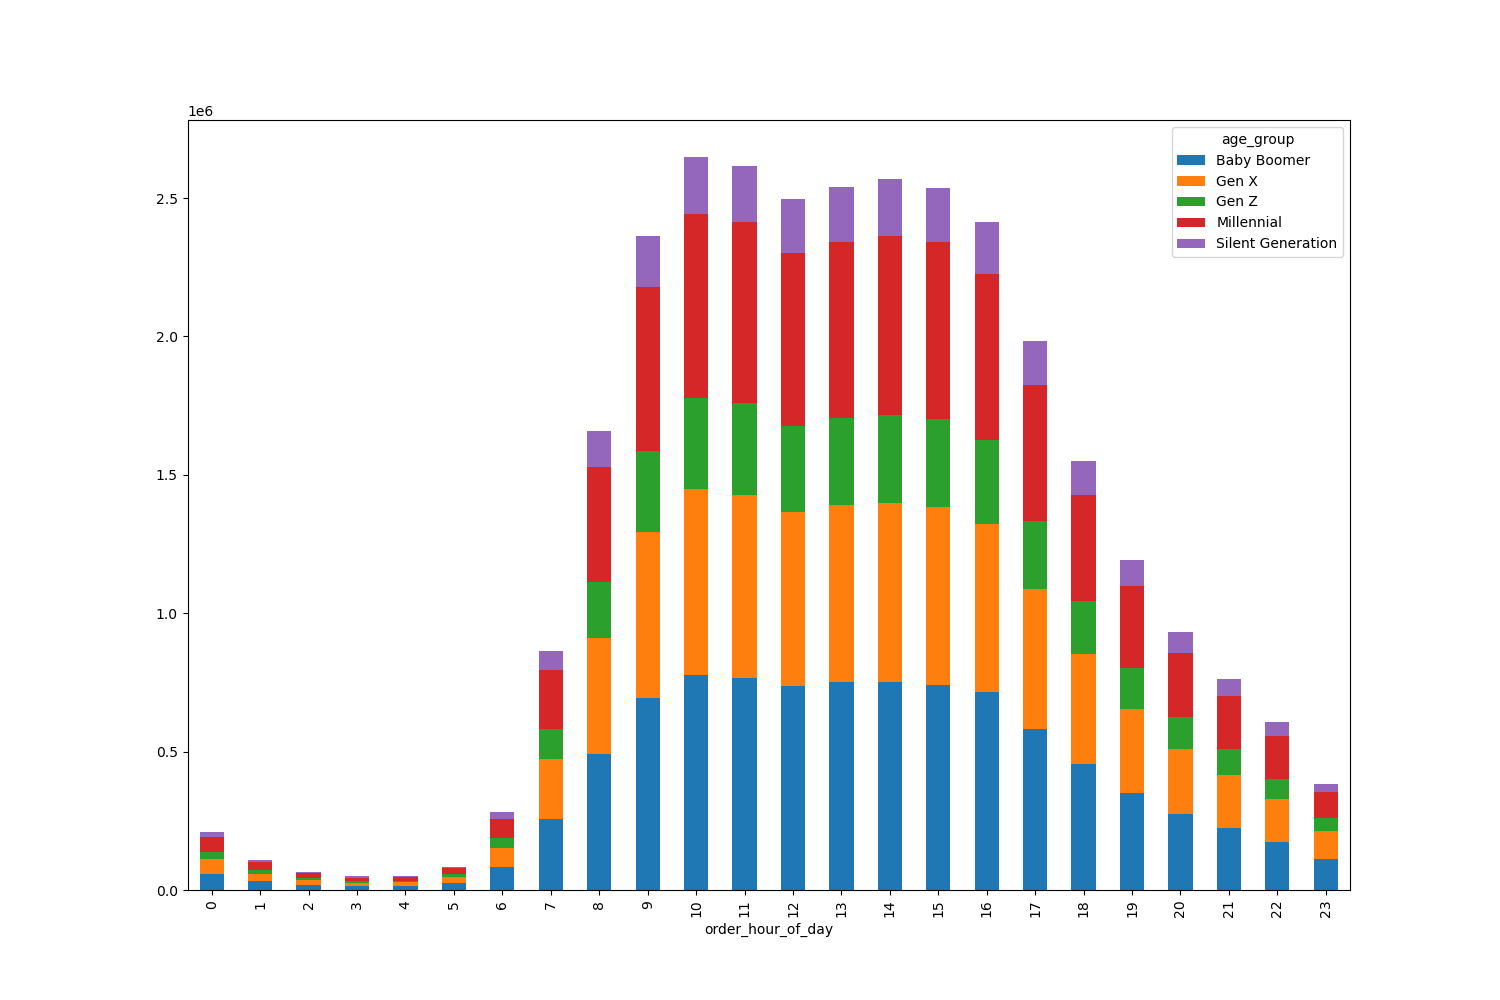 1e6
age_group
Baby Boomer
Gen X
Gen Z
Millennial
Silent Generation
2.5
2.0
1.5
1.0
0.5
0.0
0 1 2 3 4 5 6 7 8 9 10 11 12 13 14 15 16 17 18 19 20 21 22 23
order_hour_of_day